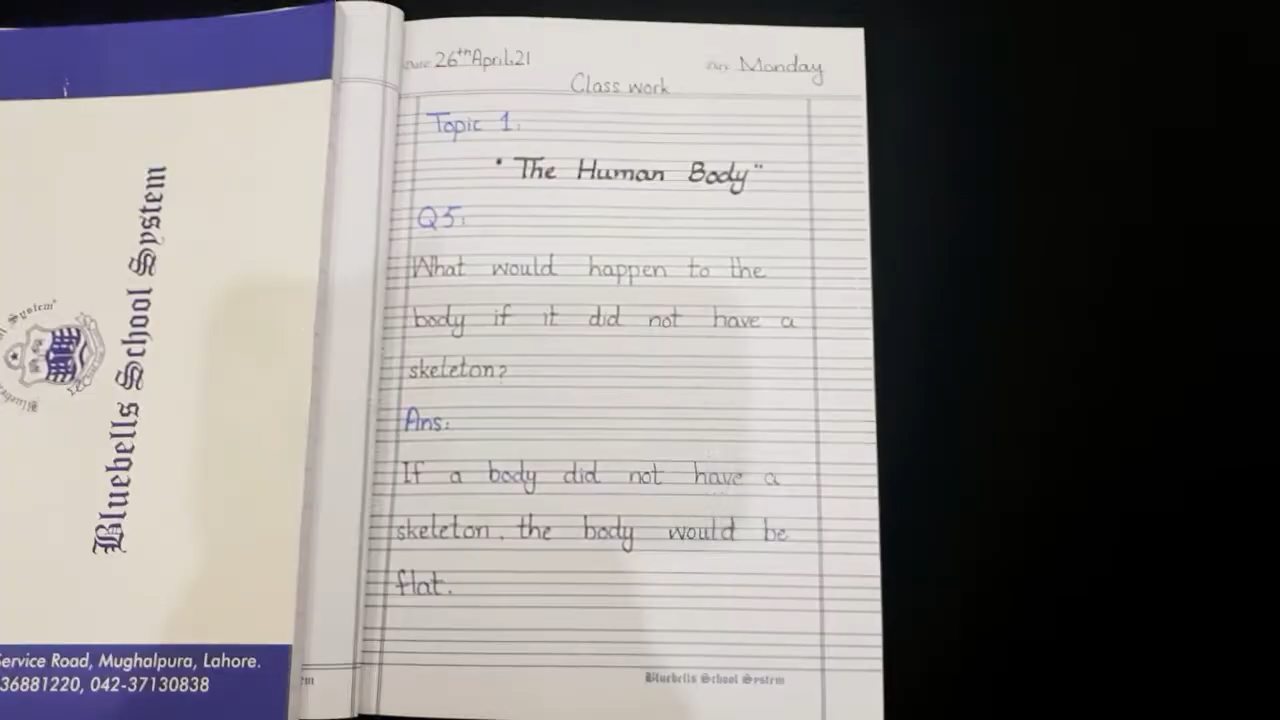 Bluebells School System
Service Road, Mughalpura, Lahore.
36881220, 042-37130838
Date: 26th April,21
Day: Monday
Class work
Topic 1.
"The Human Body"
Q5:
What would happen to the
body if it did not have a
skeleton?
Ans:
If a body did not have a
skeleton, the body would be
flat.
Bluebells School System